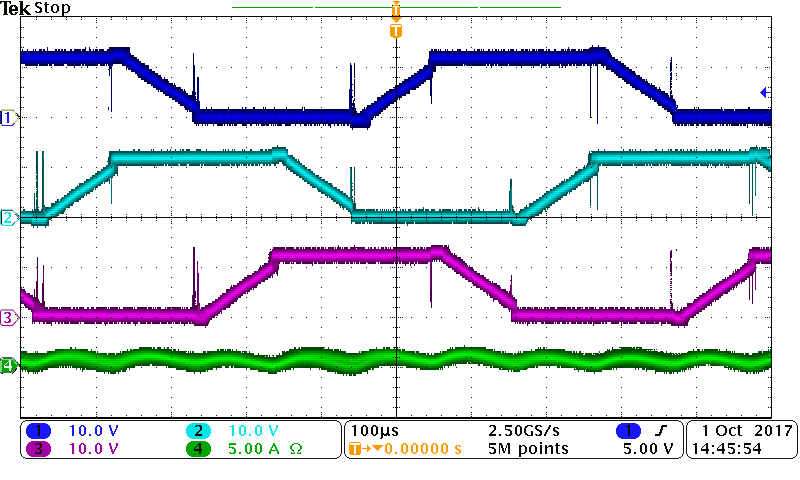 Tek Stop
T
T
1
2
3
4
1 10.0 V 2 10.0 V 100µs 2.50GS/s 1 5.00 V 1 Oct 2017
3 10.0 V 4 5.00 A Ω T→▼0.00000 s 5M points 14:45:54